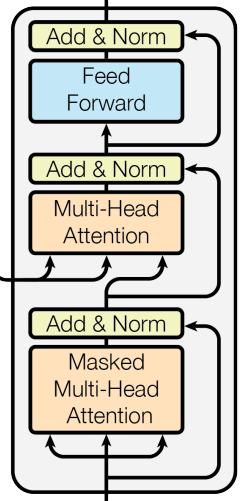 Add & Norm
Feed
Forward
Add & Norm
Multi-Head
Attention
Add & Norm
Masked
Multi-Head
Attention